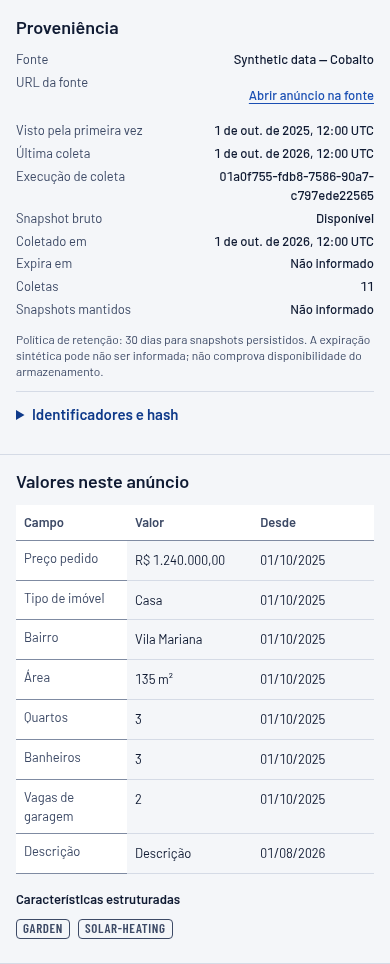 Proveniência
Fonte Synthetic data — Cobalto
URL da fonte
Abrir anúncio na fonte
Visto pela primeira vez 1 de out. de 2025, 12:00 UTC
Última coleta 1 de out. de 2026, 12:00 UTC
Execução de coleta 01a0f755-fdb8-7586-90a7-
c797ede22565
Snapshot bruto Disponível
Coletado em 1 de out. de 2026, 12:00 UTC
Expira em Não informado
Coletas 11
Snapshots mantidos Não informado
Política de retenção: 30 dias para snapshots persistidos. A expiração
sintética pode não ser informada; não comprova disponibilidade do
armazenamento.
Identificadores e hash
Valores neste anúncio
Campo Valor Desde
Preço pedido R$ 1.240.000,00 01/10/2025
Tipo de imóvel Casa 01/10/2025
Bairro Vila Mariana 01/10/2025
Área 135 m² 01/10/2025
Quartos 3 01/10/2025
Banheiros 3 01/10/2025
Vagas de
garagem 2 01/10/2025
Descrição Descrição 01/08/2026
Características estruturadas
GARDEN SOLAR-HEATING